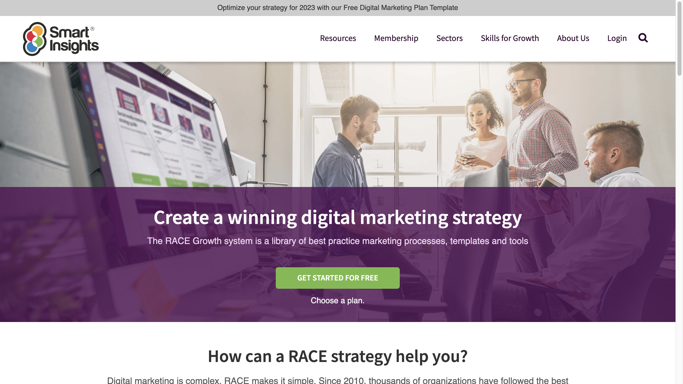 Optimize your strategy for 2023 with our Free Digital Marketing Plan Template
Smart®
Insights
Resources Membership Sectors Skills for Growth About Us Login
Create a winning digital marketing strategy
The RACE Growth system is a library of best practice marketing processes, templates and tools
GET STARTED FOR FREE
Choose a plan.
How can a RACE strategy help you?
Digital marketing is complex. RACE makes it simple. Since 2010, thousands of organizations have followed the best